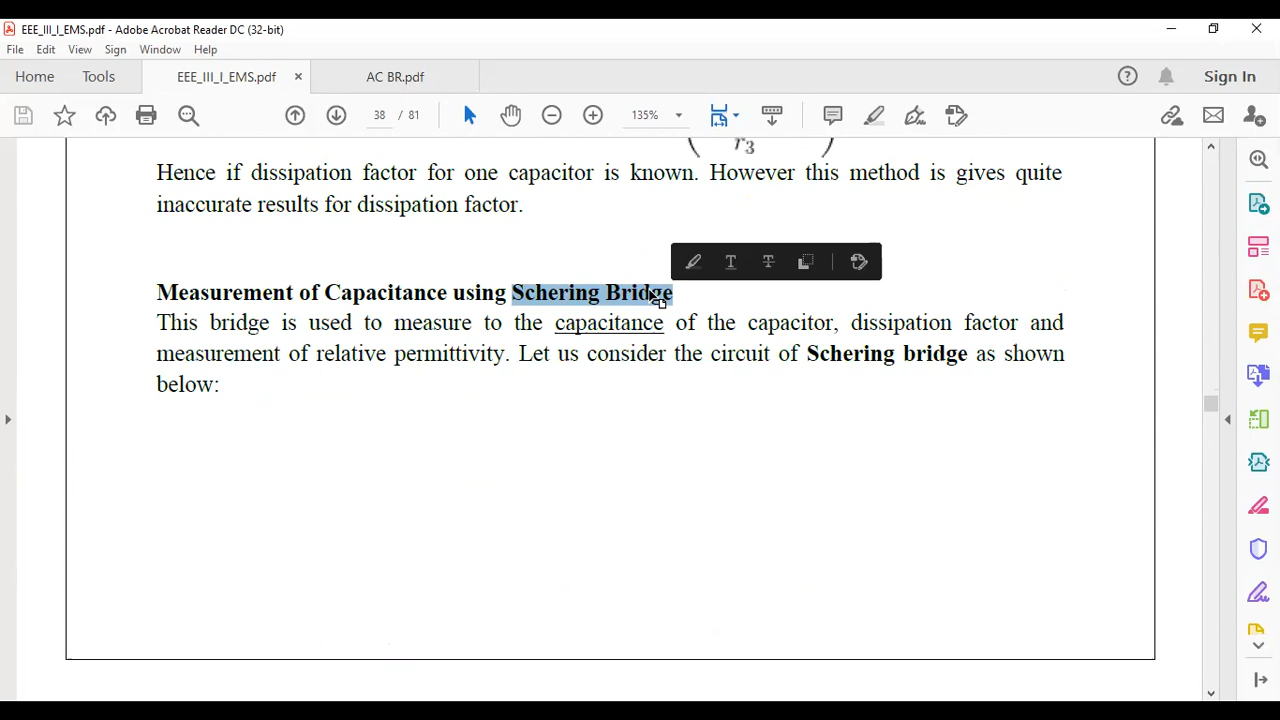 EEE_III_I_EMS.pdf - Adobe Acrobat Reader DC (32-bit)
File Edit View Sign Window Help
Home Tools EEE_III_I_EMS.pdf × AC BR.pdf Sign In
38 / 81 135%
r3
Hence if dissipation factor for one capacitor is known. However this method is gives quite
inaccurate results for dissipation factor.
Measurement of Capacitance using Schering Bridge
This bridge is used to measure to the capacitance of the capacitor, dissipation factor and
measurement of relative permittivity. Let us consider the circuit of Schering bridge as shown
below: